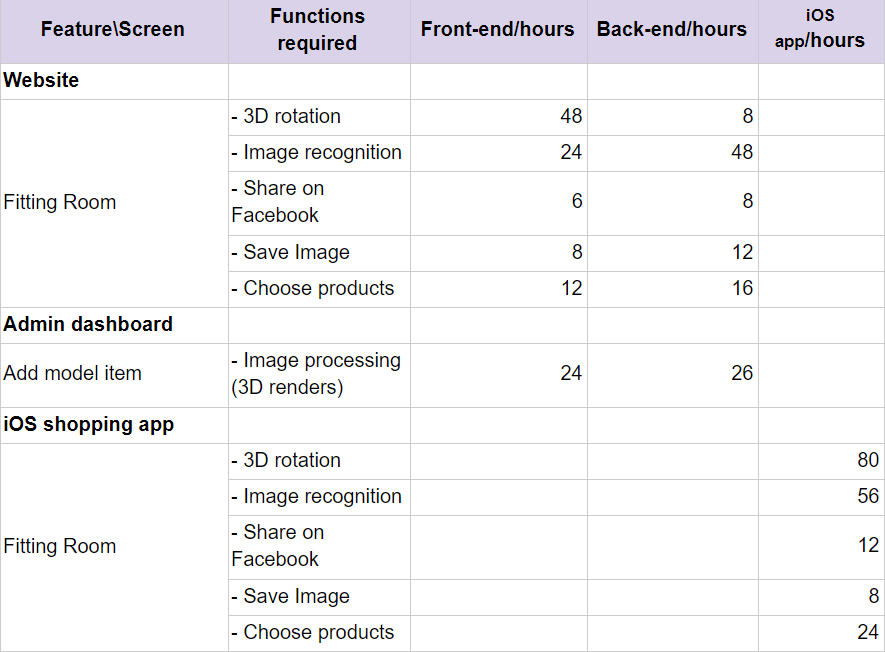 Feature\Screen Functions required Front-end/hours Back-end/hours iOS app/hours
Website
Fitting Room
- 3D rotation 48 8
- Image recognition 24 48
- Share on
Facebook 6 8
- Save Image 8 12
- Choose products 12 16
Admin dashboard
Add model item
- Image processing
(3D renders) 24 26
iOS shopping app
Fitting Room
- 3D rotation 80
- Image recognition 56
- Share on
Facebook 12
- Save Image 8
- Choose products 24